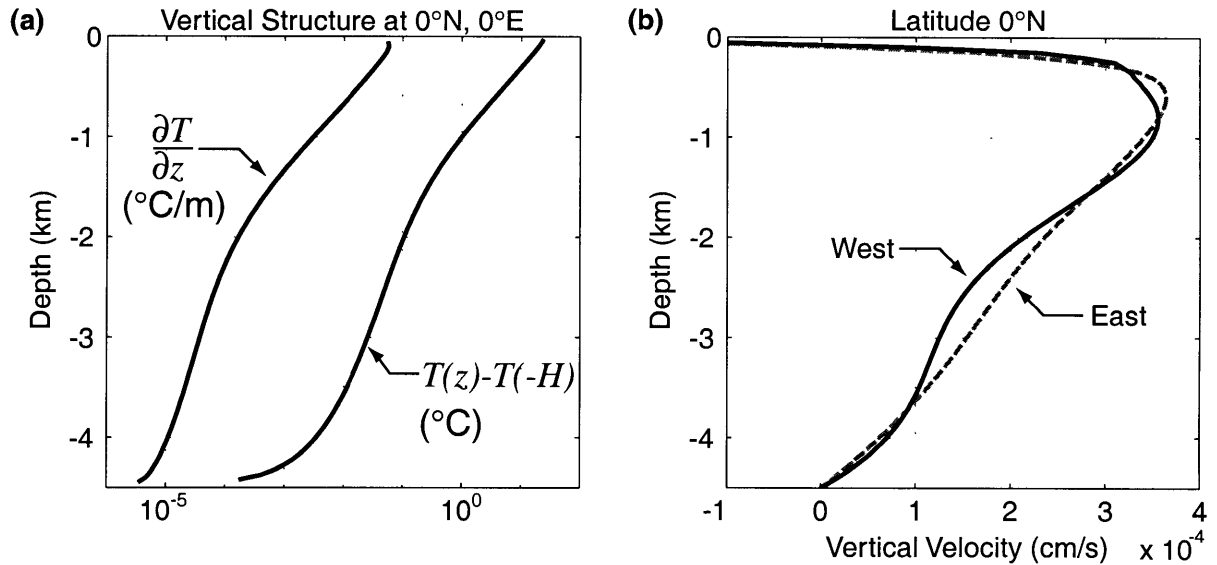 (a)
Vertical Structure at 0°N, 0°E
0
-1
-2
-3
-4
Depth (km)
∂T
∂z
(°C/m)
T(z)-T(-H)
(°C)
10⁻⁵
10⁰
(b)
Latitude 0°N
0
-1
-2
-3
-4
Depth (km)
West
East
-1 0 1 2 3 4
Vertical Velocity (cm/s) x 10⁻⁴